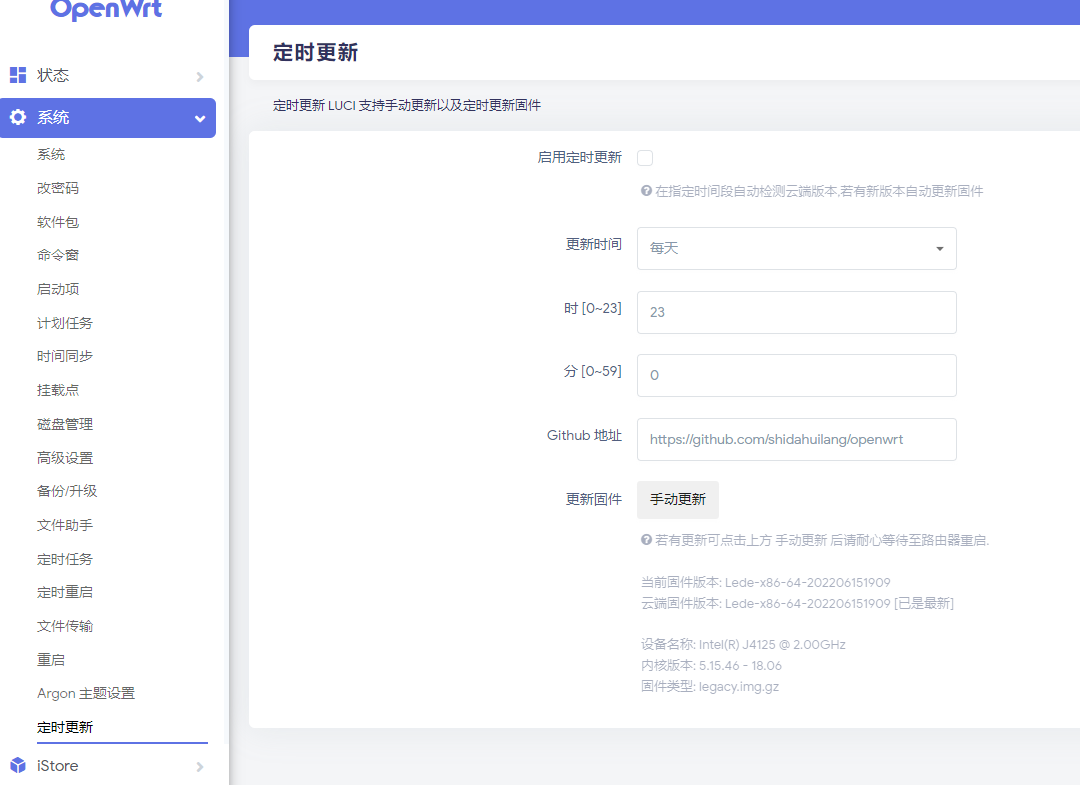 OpenWrt
状态
系统
系统
改密码
软件包
命令窗
启动项
计划任务
时间同步
挂载点
磁盘管理
高级设置
备份/升级
文件助手
定时任务
定时重启
文件传输
重启
Argon 主题设置
定时更新
iStore
定时更新
定时更新 LUCI 支持手动更新以及定时更新固件
启用定时更新
在指定时间段自动检测云端版本,若有新版本自动更新固件
更新时间 每天
时 [0~23] 23
分 [0~59] 0
Github 地址 https://github.com/shidahuilang/openwrt
更新固件 手动更新
若有更新可点击上方 手动更新 后请耐心等待至路由器重启.
当前固件版本: Lede-x86-64-202206151909
云端固件版本: Lede-x86-64-202206151909 [已是最新]
设备名称: Intel(R) J4125 @ 2.00GHz
内核版本: 5.15.46 - 18.06
固件类型: legacy.img.gz